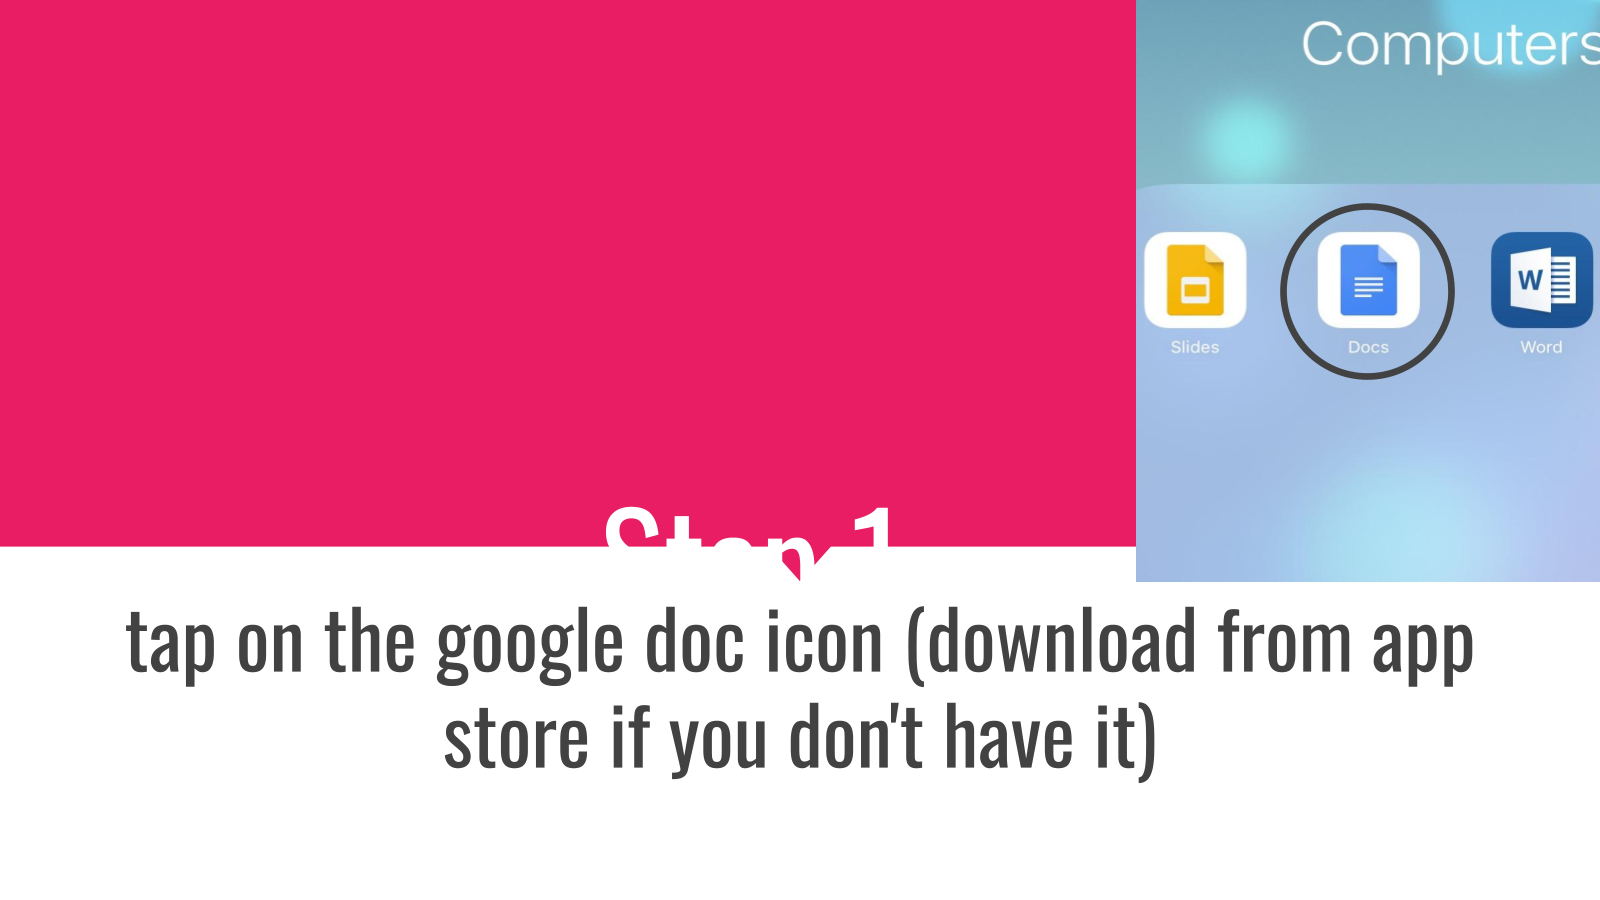 Computers
Slides
Docs
W
Word
Step 1
tap on the google doc icon (download from app
store if you don't have it)